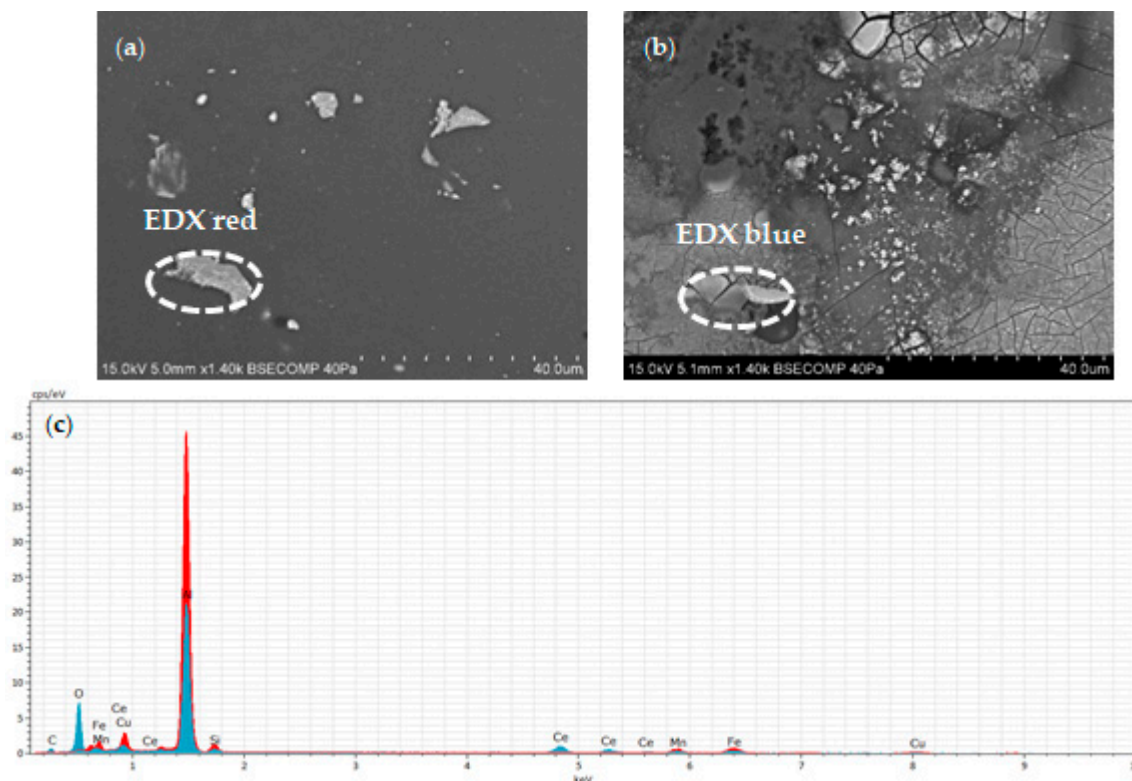 (a)
EDX red
15.0kV 5.0mm x1.40k BSECOMP 40Pa 40.0um
(b)
EDX blue
15.0kV 5.1mm x1.40k BSECOMP 40Pa 40.0um
cps/eV
(c)
45
40
35
30
25
20
15
10
5
0
C
O
Fe
Mn
Ce
Cu
Ce
Al
Si
Ce
Ce
Ce
Mn
Fe
Cu
1 2 3 4 5 6 7 8 9
keV